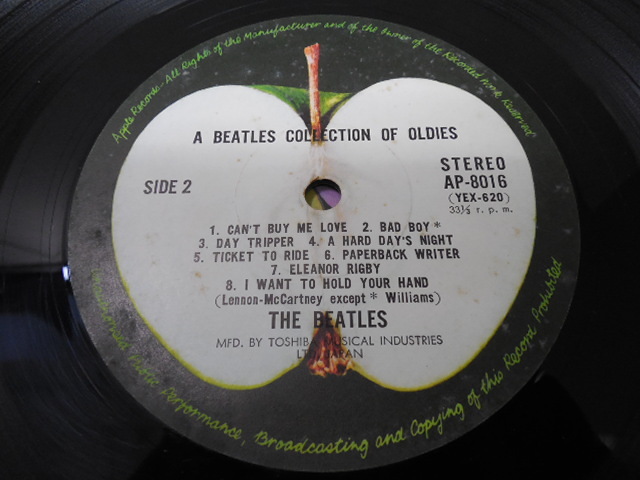 Apple Records - All Rights of the Manufacturer and of the Owner of the Recorded Work Reserved
A BEATLES COLLECTION OF OLDIES
SIDE 2
STEREO
AP-8016
(YEX-620)
33⅓ r. p. m.
1. CAN'T BUY ME LOVE 2. BAD BOY *
3. DAY TRIPPER 4. A HARD DAY'S NIGHT
5. TICKET TO RIDE 6. PAPERBACK WRITER
7. ELEANOR RIGBY
8. I WANT TO HOLD YOUR HAND
(Lennon-McCartney except * Williams)
THE BEATLES
MFD. BY TOSHIBA MUSICAL INDUSTRIES
LTD. JAPAN
Unauthorised Public Performance, Broadcasting and Copying of this Record Prohibited